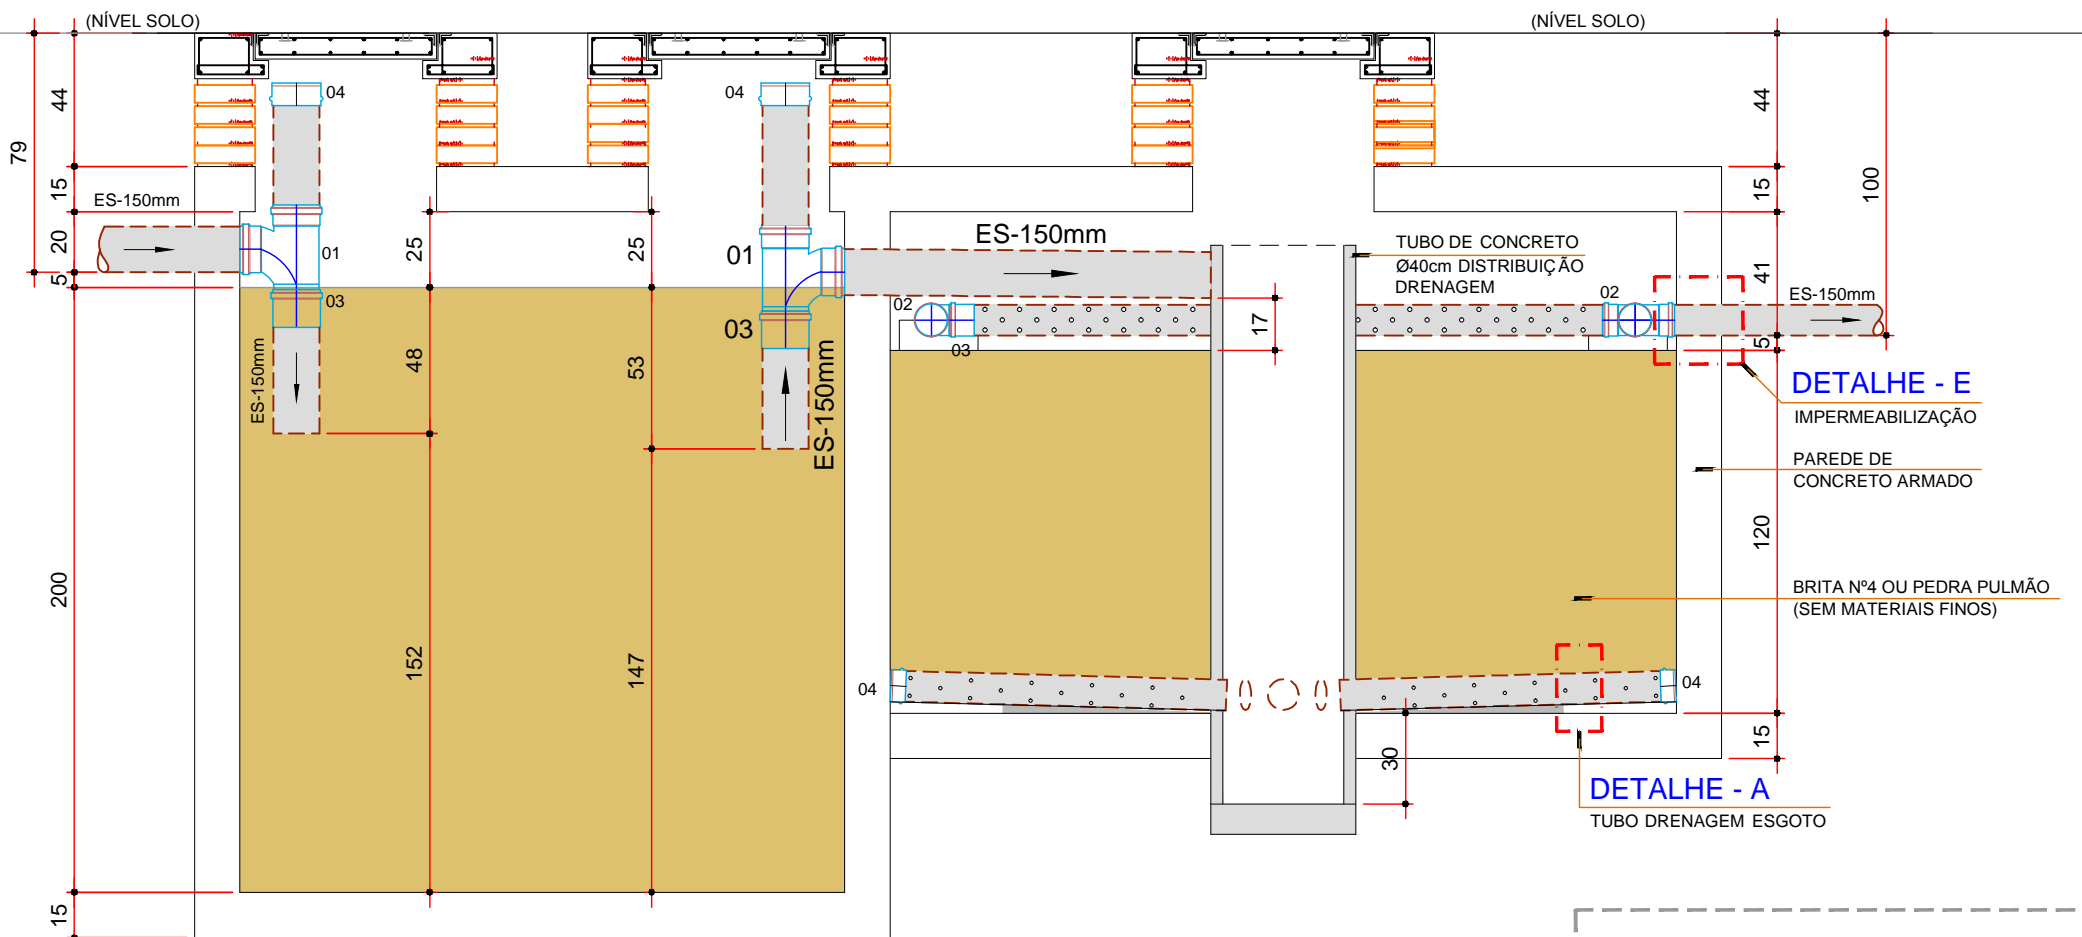 (NÍVEL SOLO)
(NÍVEL SOLO)
04
04
44
79
15
20
5
200
15
ES-150mm
01
03
ES-150mm
25
48
152
25
53
147
01
03
ES-150mm
ES-150mm
02
03
17
TUBO DE CONCRETO
Ø40cm DISTRIBUIÇÃO
DRENAGEM
02
ES-150mm
44
15
100
41
5
120
15
DETALHE - E
IMPERMEABILIZAÇÃO
PAREDE DE
CONCRETO ARMADO
BRITA Nº4 OU PEDRA PULMÃO
(SEM MATERIAIS FINOS)
04
04
30
DETALHE - A
TUBO DRENAGEM ESGOTO